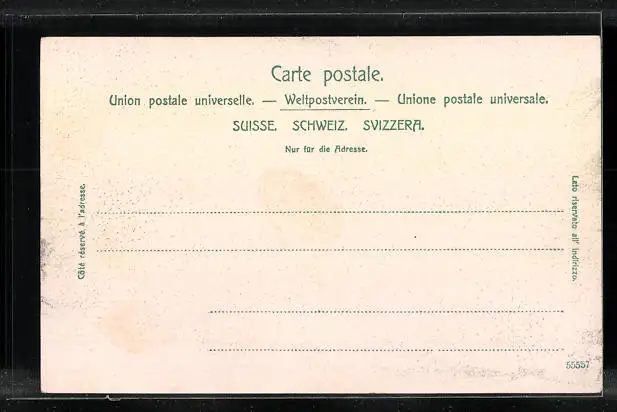 Carte postale.
Union postale universelle. — Weltpostverein. — Unione postale universale.
SUISSE. SCHWEIZ. SVIZZERA.
Nur für die Adresse.
Côté réservé à l'adresse.
Lato riservato all' indirizzo.
55557